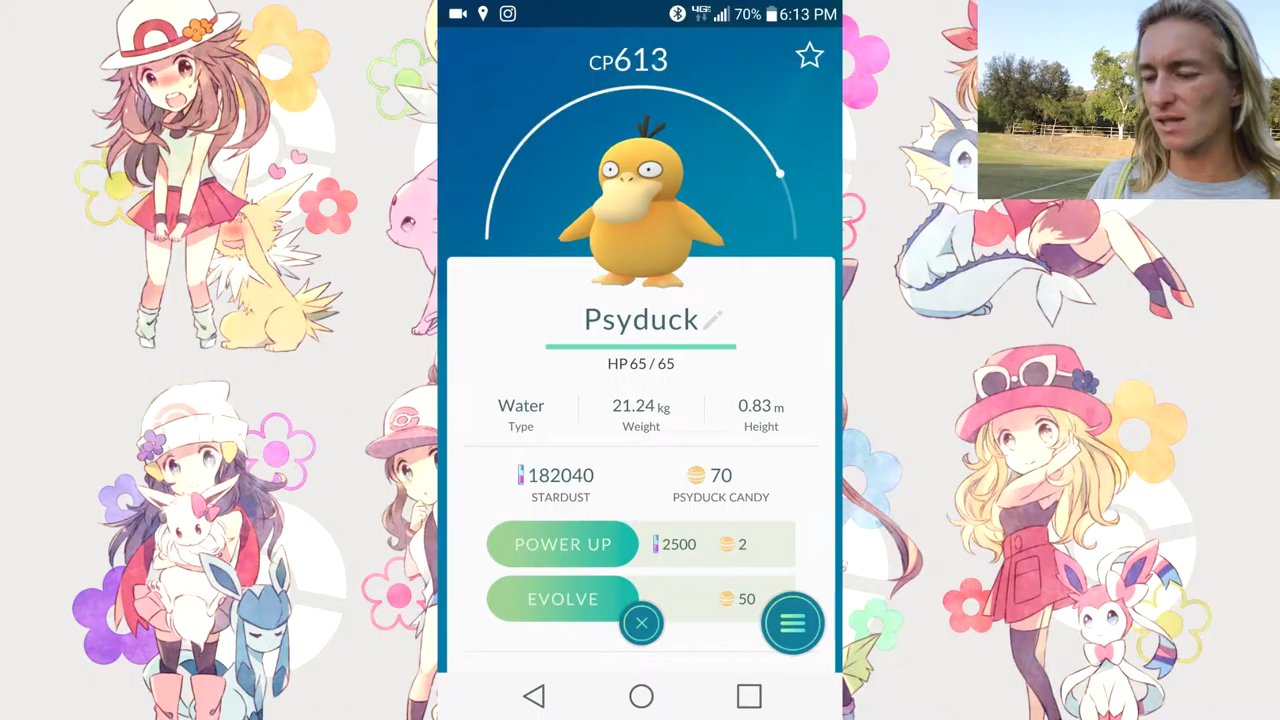 4G 70% 6:13 PM
CP613
Psyduck
HP 65 / 65
Water 21.24 kg 0.83 m
Type Weight Height
182040 70
STARDUST PSYDUCK CANDY
POWER UP 2500 2
EVOLVE 50